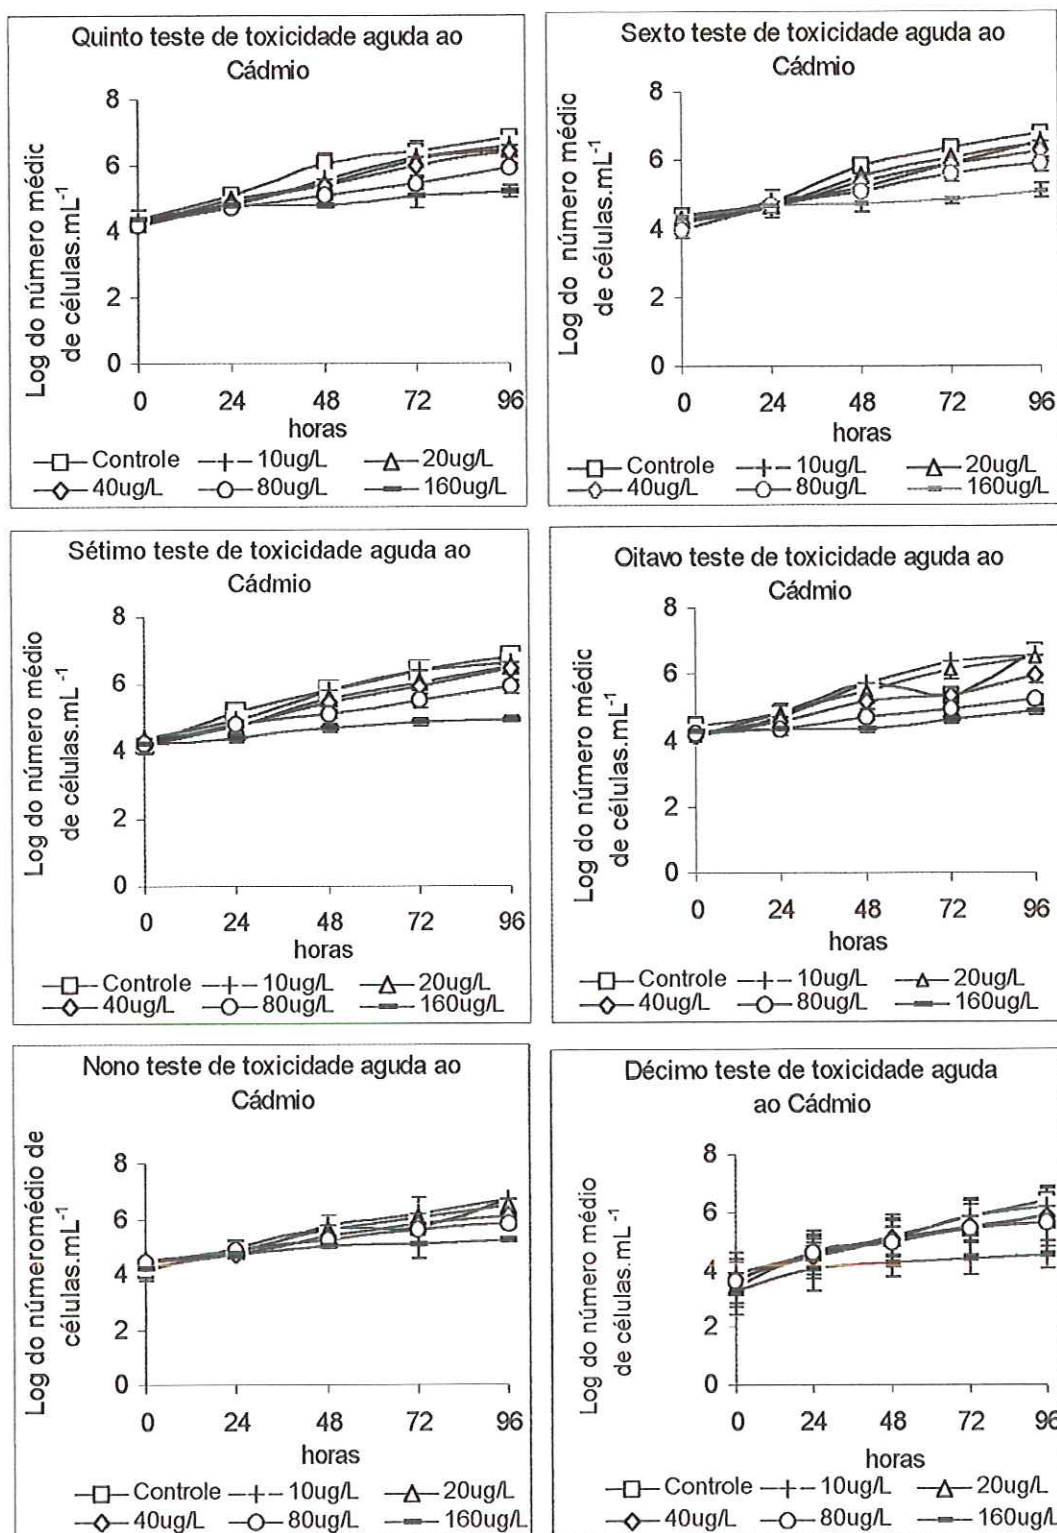 Quinto teste de toxicidade aguda ao
Cádmio
Log do número médic
de células.mL-1
8
6
4
2
0
0 24 48 72 96
horas
Controle 10ug/L 20ug/L
40ug/L 80ug/L 160ug/L
Sexto teste de toxicidade aguda ao
Cádmio
Log do número médio
de células.mL-1
8
6
4
2
0
0 24 48 72 96
horas
Controle 10ug/L 20ug/L
40ug/L 80ug/L 160ug/L
Sétimo teste de toxicidade aguda ao
Cádmio
Log do número médio
de células.mL-1
8
6
4
2
0
0 24 48 72 96
horas
Controle 10ug/L 20ug/L
40ug/L 80ug/L 160ug/L
Oitavo teste de toxicidade aguda ao
Cádmio
Log do número médic
de células.mL-1
8
6
4
2
0
0 24 48 72 96
horas
Controle 10ug/L 20ug/L
40ug/L 80ug/L 160ug/L
Nono teste de toxicidade aguda ao
Cádmio
Log do númeromédio de
células.mL-1
8
6
4
2
0
0 24 48 72 96
horas
Controle 10ug/L 20ug/L
40ug/L 80ug/L 160ug/L
Décimo teste de toxicidade aguda
ao Cádmio
Log do número médio
de células.mL-1
8
6
4
2
0
0 24 48 72 96
horas
Controle 10ug/L 20ug/L
40ug/L 80ug/L 160ug/L